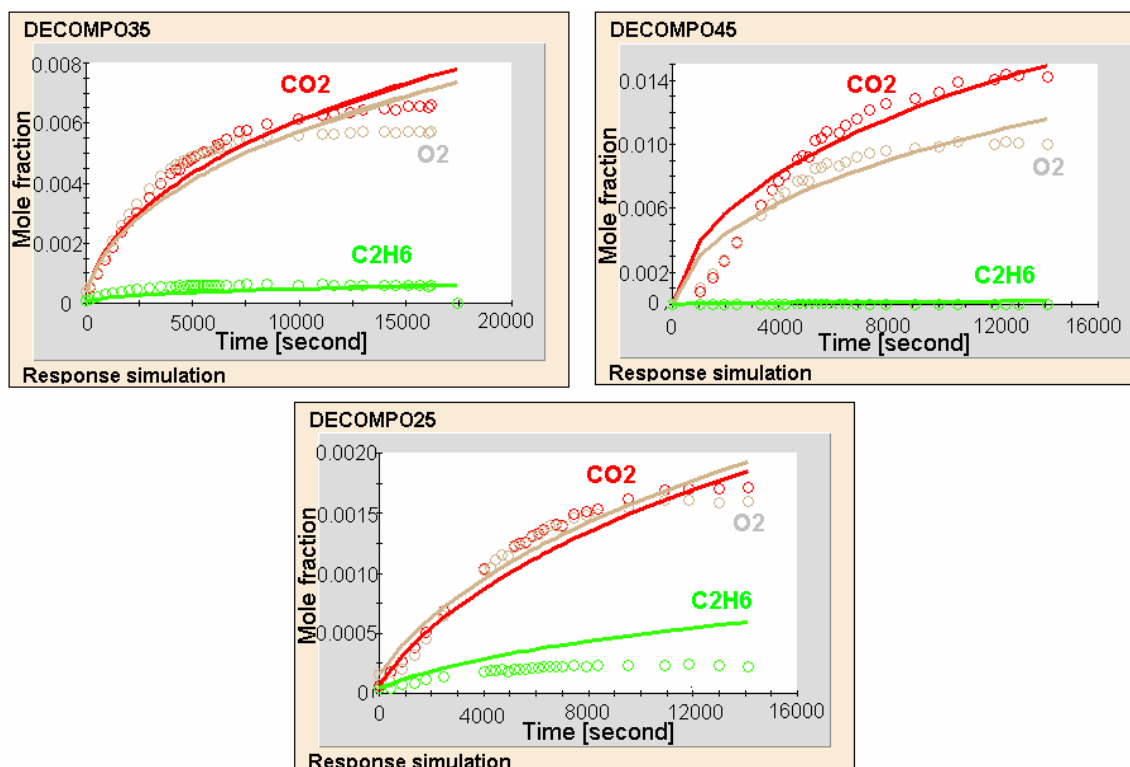 DECOMPO35
0.008
0.006
0.004
0.002
0
Mole fraction
CO2
O2
C2H6
0
5000
10000
15000
20000
Time [second]
Response simulation
DECOMPO45
0.014
0.010
0.006
0.002
0
Mole fraction
CO2
O2
C2H6
0
4000
8000
12000
16000
Time [second]
Response simulation
DECOMPO25
0.0020
0.0015
0.0010
0.0005
0
Mole fraction
CO2
O2
C2H6
0
4000
8000
12000
16000
Time [second]
Response simulation